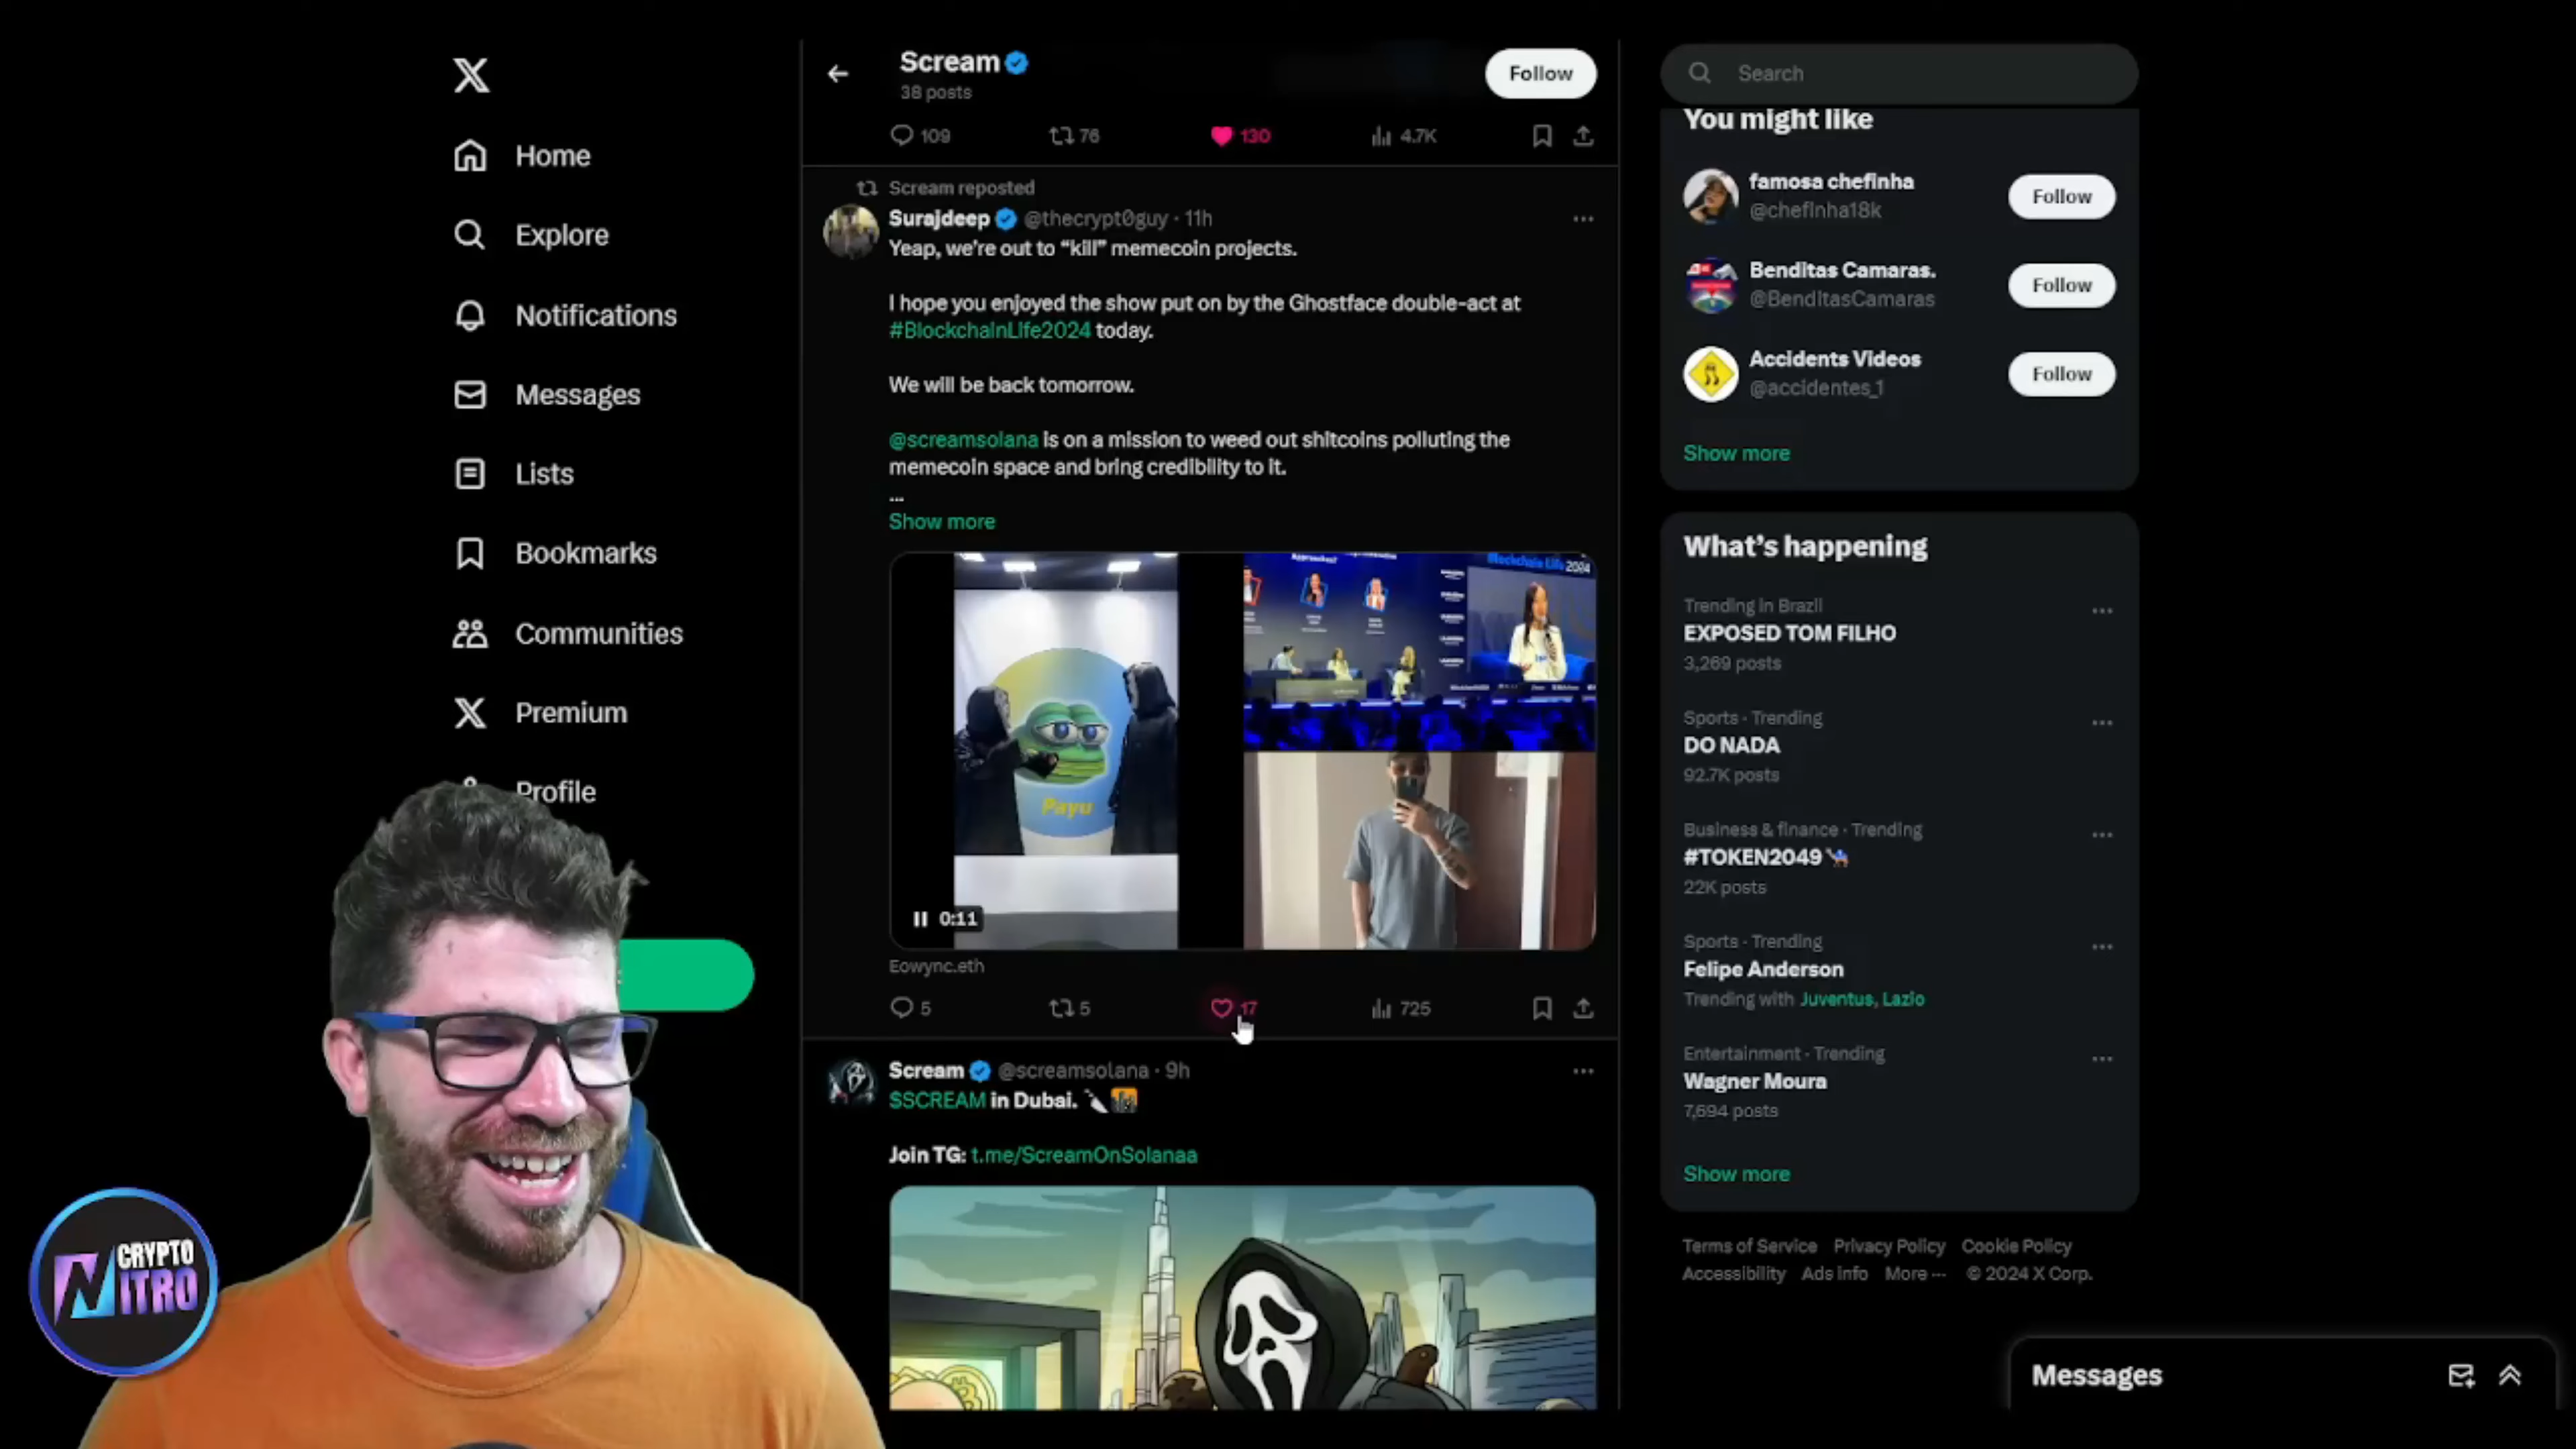 Home
Explore
Notifications
Messages
Lists
Bookmarks
Communities
Premium
Profile
CRYPTO
NITRO
Scream
38 posts
Follow
109
76
130
4.7K
Scream reposted
Surajdeep @thecrypt0guy · 11h
Yeap, we’re out to “kill” memecoin projects.
I hope you enjoyed the show put on by the Ghostface double-act at
#BlockchainLife2024 today.
We will be back tomorrow.
@screamsolana is on a mission to weed out shitcoins polluting the
memecoin space and bring credibility to it.
...
Show more
Blockchain Life 2024
Payu
0:11
Eowync.eth
5
5
17
725
Scream @screamsolana · 9h
$SCREAM in Dubai.
Join TG: t.me/ScreamOnSolanaa
Search
You might like
famosa chefinha
@chefinha18k
Follow
Benditas Camaras.
@BenditasCamaras
Follow
Accidents Videos
@accidentes_1
Follow
Show more
What’s happening
Trending in Brazil
EXPOSED TOM FILHO
3,269 posts
Sports · Trending
DO NADA
92.7K posts
Business & finance · Trending
#TOKEN2049
22K posts
Sports · Trending
Felipe Anderson
Trending with Juventus, Lazio
Entertainment · Trending
Wagner Moura
7,694 posts
Show more
Terms of Service Privacy Policy Cookie Policy
Accessibility Ads info More ··· © 2024 X Corp.
Messages